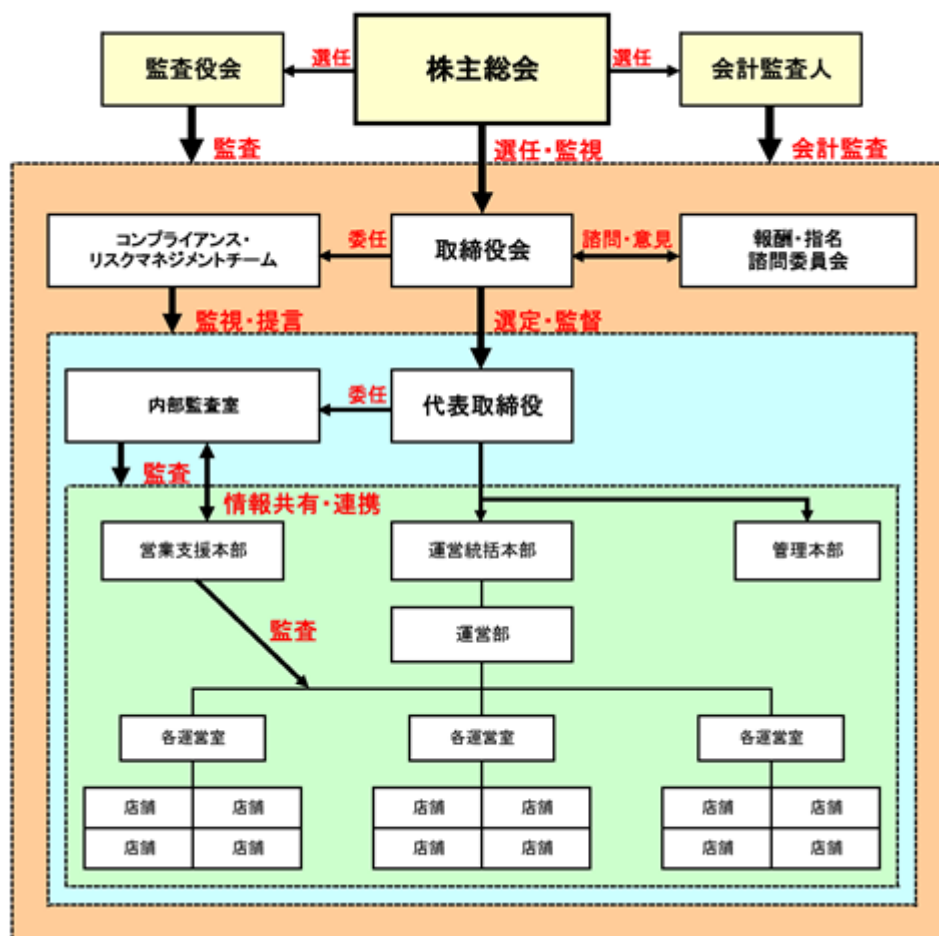 監査役会
選任
株主総会
選任
会計監査人
監査
選任・監視
会計監査
コンプライアンス・
リスクマネジメントチーム
委任
取締役会
諮問・意見
報酬・指名
諮問委員会
監視・提言
選定・監督
内部監査室
委任
代表取締役
監査
情報共有・連携
営業支援本部
運営統括本部
管理本部
監査
運営部
各運営室
各運営室
各運営室
店舗 店舗 店舗 店舗 店舗 店舗
店舗 店舗 店舗 店舗 店舗 店舗